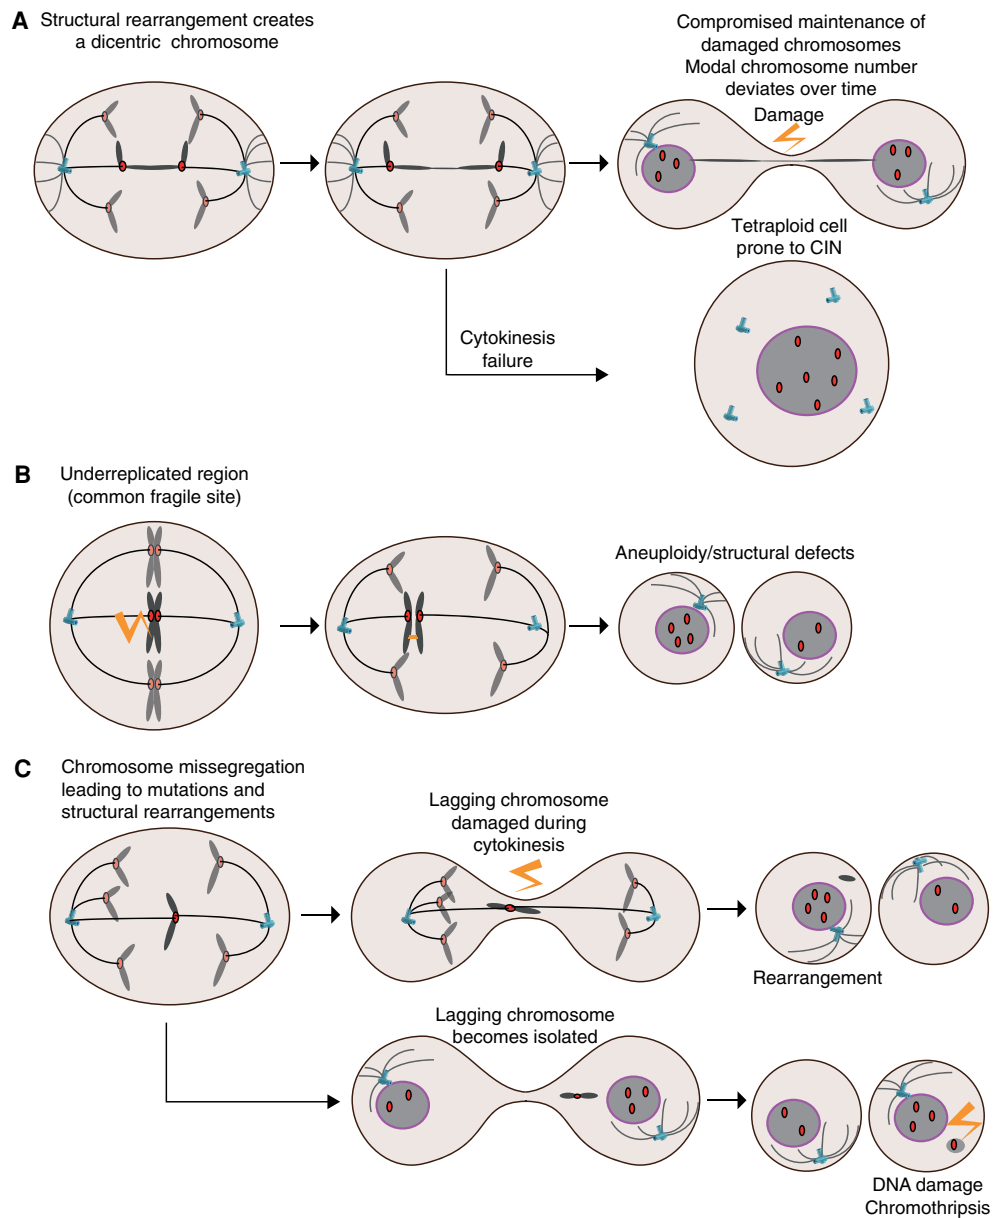 A
Structural rearrangement creates
a dicentric chromosome
Compromised maintenance of
damaged chromosomes
Modal chromosome number
deviates over time
Damage
Tetraploid cell
prone to CIN
Cytokinesis
failure
B
Underreplicated region
(common fragile site)
Aneuploidy/structural defects
C
Chromosome missegregation
leading to mutations and
structural rearrangements
Lagging chromosome
damaged during
cytokinesis
Rearrangement
Lagging chromosome
becomes isolated
DNA damage
Chromothripsis